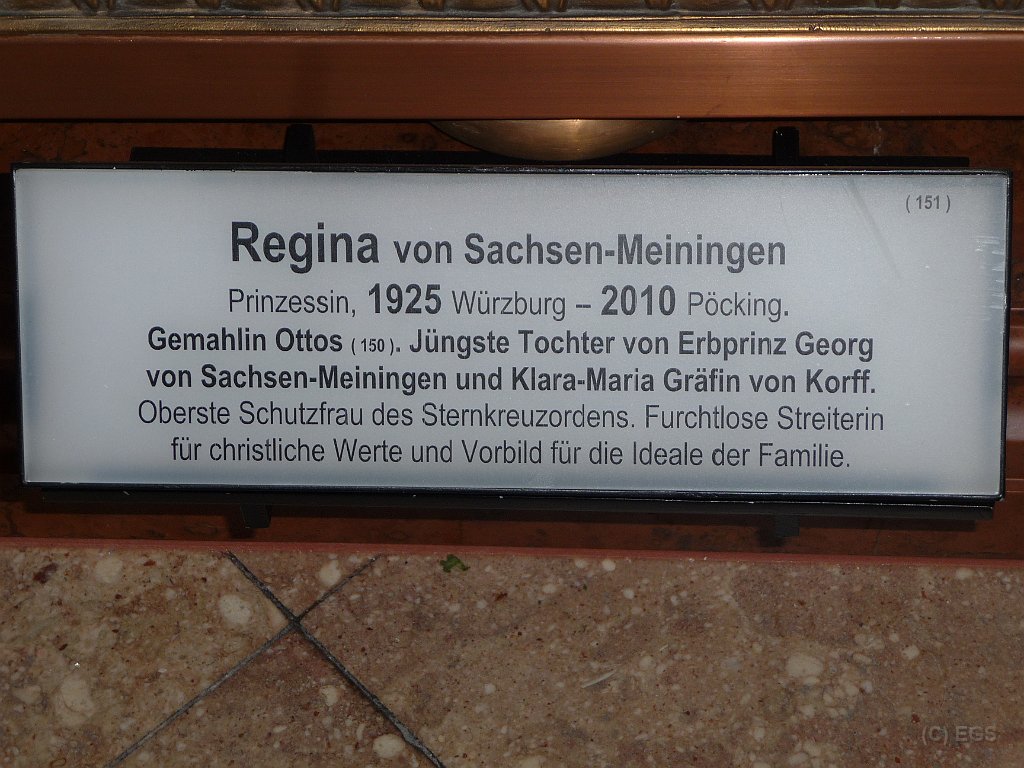 ( 151 )
Regina von Sachsen-Meiningen
Prinzessin, 1925 Würzburg – 2010 Pöcking.
Gemahlin Ottos ( 150 ). Jüngste Tochter von Erbprinz Georg
von Sachsen-Meiningen und Klara-Maria Gräfin von Korff.
Oberste Schutzfrau des Sternkreuzordens. Furchtlose Streiterin
für christliche Werte und Vorbild für die Ideale der Familie.
(C) EGS